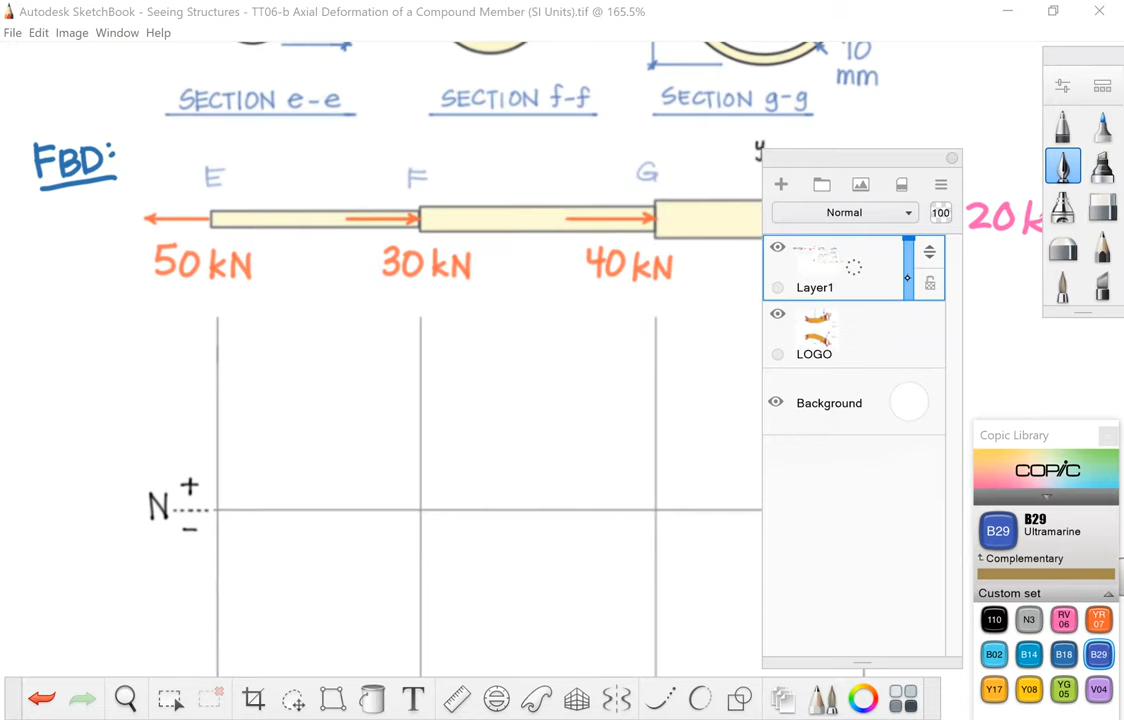 Autodesk SketchBook - Seeing Structures - TT06-b Axial Deformation of a Compound Member (SI Units).tif @ 165.5%
File Edit Image Window Help
10
mm
SECTION e-e
SECTION f-f
SECTION g-g
FBD:
E
F
G
y
20 k
50 kN
30 kN
40 kN
N + -
Normal
100
Layer1
LOGO
Background
Copic Library
COPIC
B29
B29
Ultramarine
Complementary
Custom set
110 N3 RV 06 YR 07
B02 B14 B18 B29
Y17 Y08 YG 05 V04
T